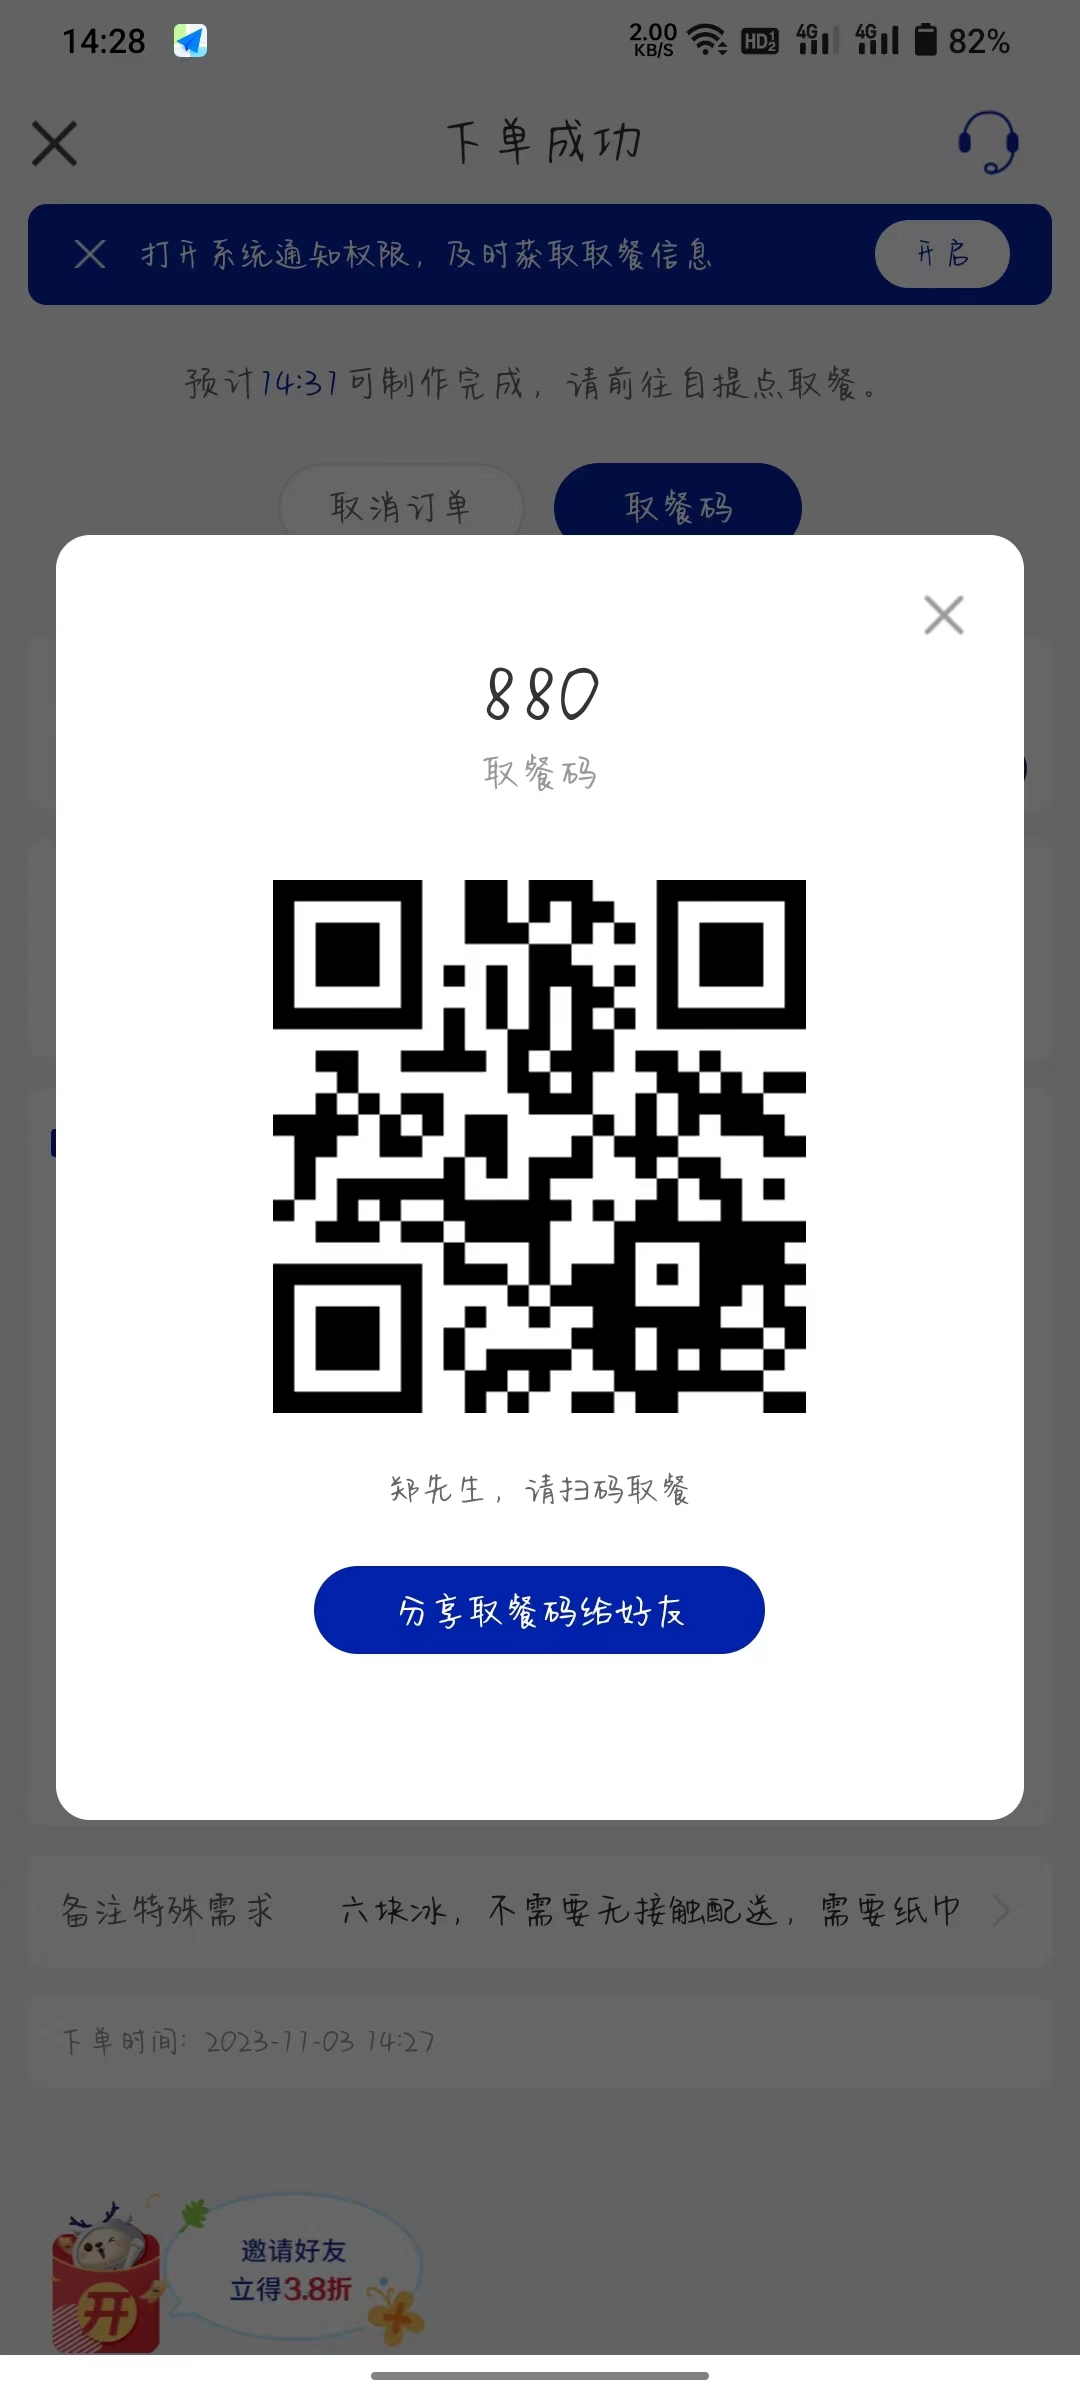 14:28
2.00 KB/S HD 1 2 4G 4G 82%
下单成功
打开系统通知权限，及时获取取餐信息 开启
预计14:31可制作完成，请前往自提点取餐。
取消订单 取餐码
880
取餐码
郑先生，请扫码取餐
分享取餐码给好友
备注特殊需求 六块冰，不需要无接触配送，需要纸巾
下单时间：2023-11-03 14:27
邀请好友
立得3.8折
开